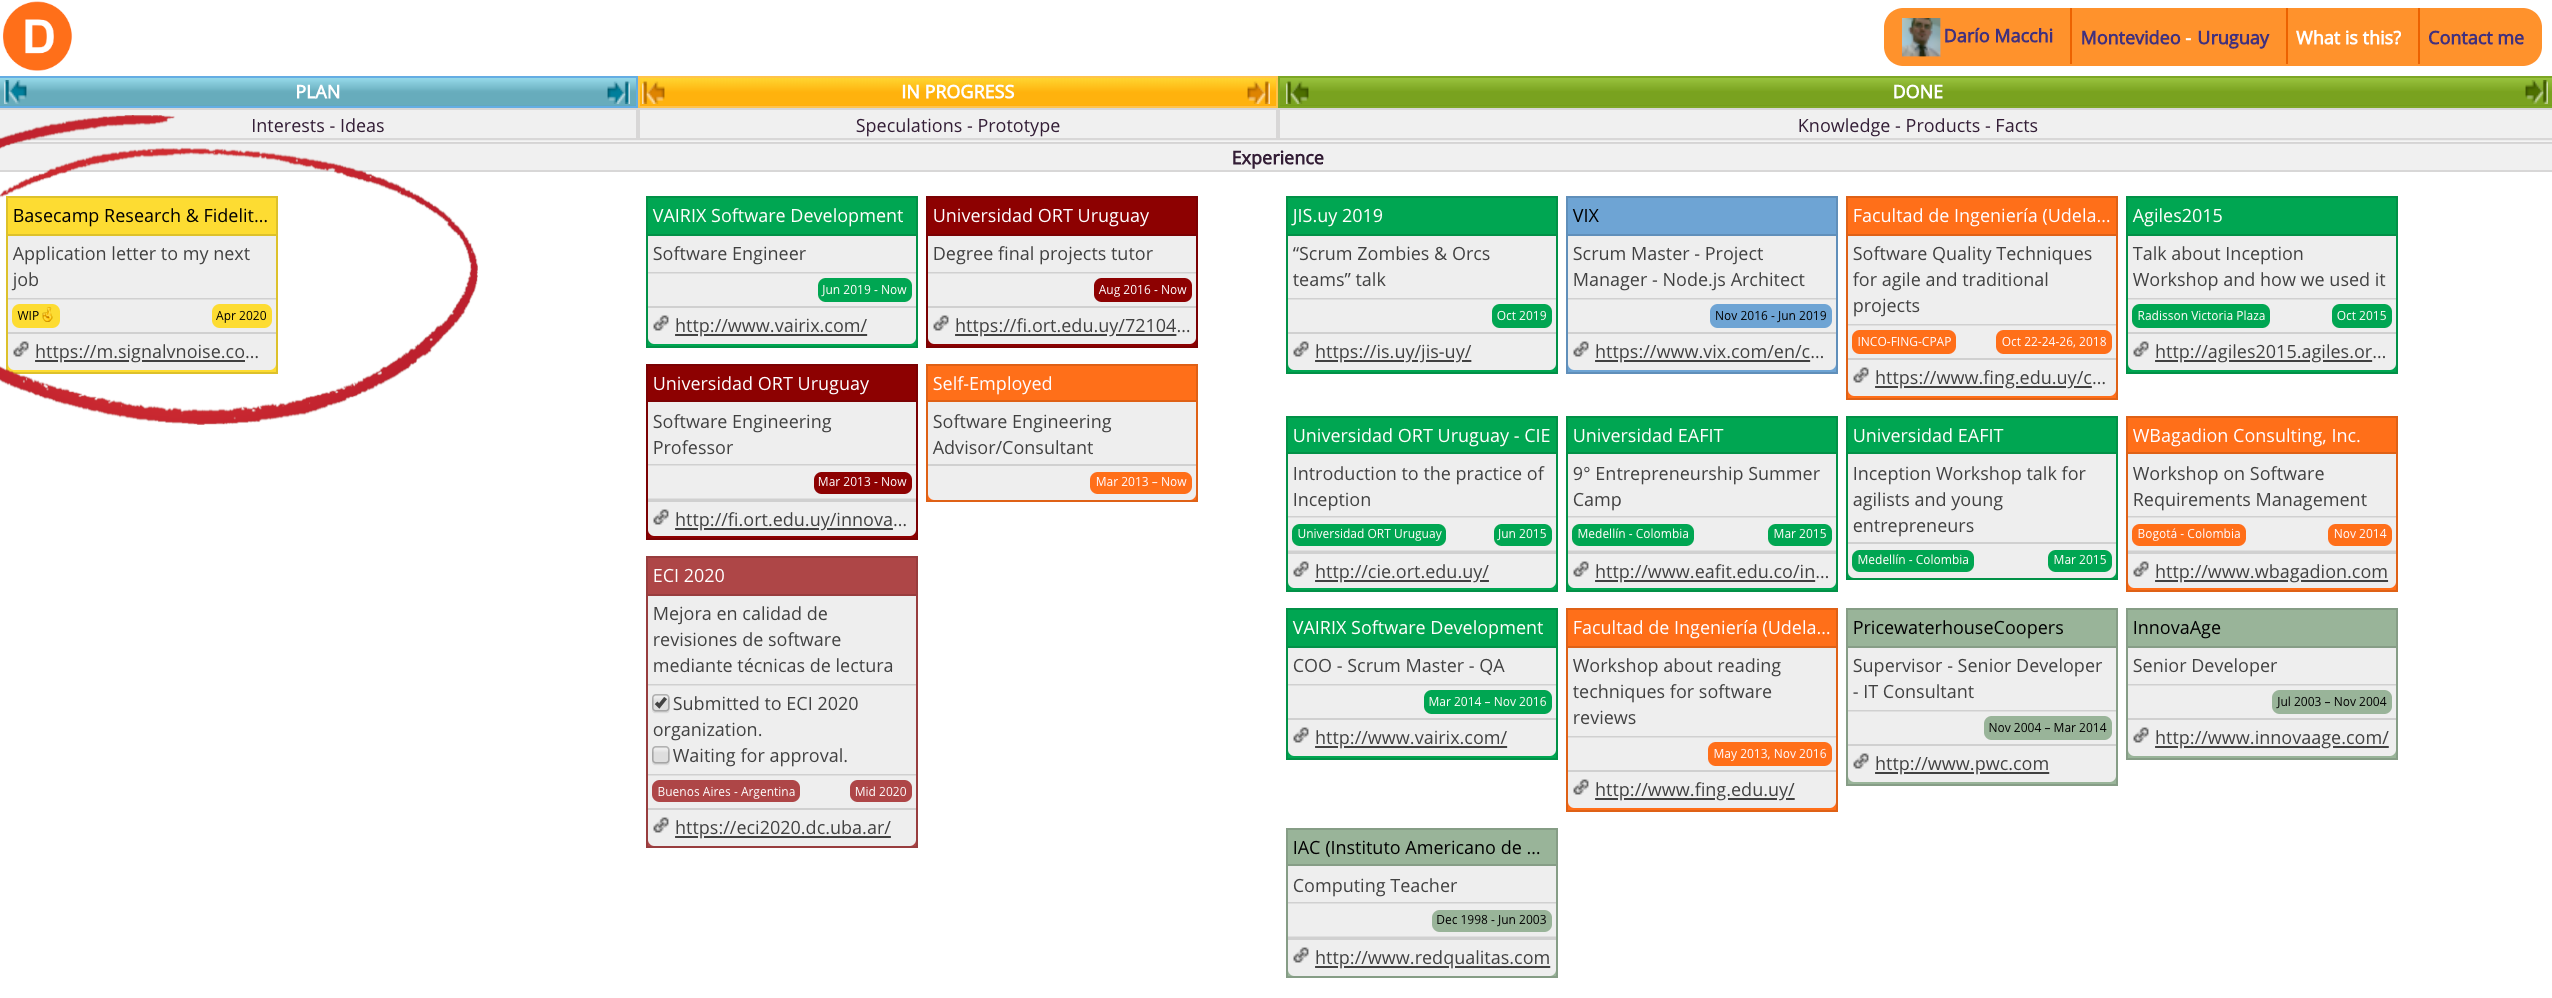 D
Darío Macchi
Montevideo - Uruguay
What is this?
Contact me
PLAN
IN PROGRESS
DONE
Interests - Ideas
Speculations - Prototype
Knowledge - Products - Facts
Experience
Basecamp Research & Fidelit...
Application letter to my next
job
WIP🤞
Apr 2020
https://m.signalvnoise.co...
VAIRIX Software Development
Software Engineer
Jun 2019 - Now
http://www.vairix.com/
Universidad ORT Uruguay
Degree final projects tutor
Aug 2016 - Now
https://fi.ort.edu.uy/72104...
Universidad ORT Uruguay
Software Engineering
Professor
Mar 2013 - Now
http://fi.ort.edu.uy/innova...
Self-Employed
Software Engineering
Advisor/Consultant
Mar 2013 – Now
ECI 2020
Mejora en calidad de
revisiones de software
mediante técnicas de lectura
Submitted to ECI 2020
organization.
Waiting for approval.
Buenos Aires - Argentina
Mid 2020
https://eci2020.dc.uba.ar/
JIS.uy 2019
“Scrum Zombies & Orcs
teams” talk
Oct 2019
https://is.uy/jis-uy/
VIX
Scrum Master - Project
Manager - Node.js Architect
Nov 2016 - Jun 2019
https://www.vix.com/en/c...
Facultad de Ingeniería (Udela...
Software Quality Techniques
for agile and traditional
projects
INCO-FING-CPAP
Oct 22-24-26, 2018
https://www.fing.edu.uy/c...
Agiles2015
Talk about Inception
Workshop and how we used it
Radisson Victoria Plaza
Oct 2015
http://agiles2015.agiles.or...
Universidad ORT Uruguay - CIE
Introduction to the practice of
Inception
Universidad ORT Uruguay
Jun 2015
http://cie.ort.edu.uy/
Universidad EAFIT
9° Entrepreneurship Summer
Camp
Medellín - Colombia
Mar 2015
http://www.eafit.edu.co/in...
Universidad EAFIT
Inception Workshop talk for
agilists and young
entrepreneurs
Medellín - Colombia
Mar 2015
WBagadion Consulting, Inc.
Workshop on Software
Requirements Management
Bogotá - Colombia
Nov 2014
http://www.wbagadion.com
VAIRIX Software Development
COO - Scrum Master - QA
Mar 2014 – Nov 2016
http://www.vairix.com/
Facultad de Ingeniería (Udela...
Workshop about reading
techniques for software
reviews
May 2013, Nov 2016
http://www.fing.edu.uy/
PricewaterhouseCoopers
Supervisor - Senior Developer
- IT Consultant
Nov 2004 – Mar 2014
http://www.pwc.com
InnovaAge
Senior Developer
Jul 2003 – Nov 2004
http://www.innovaage.com/
IAC (Instituto Americano de ...
Computing Teacher
Dec 1998 - Jun 2003
http://www.redqualitas.com